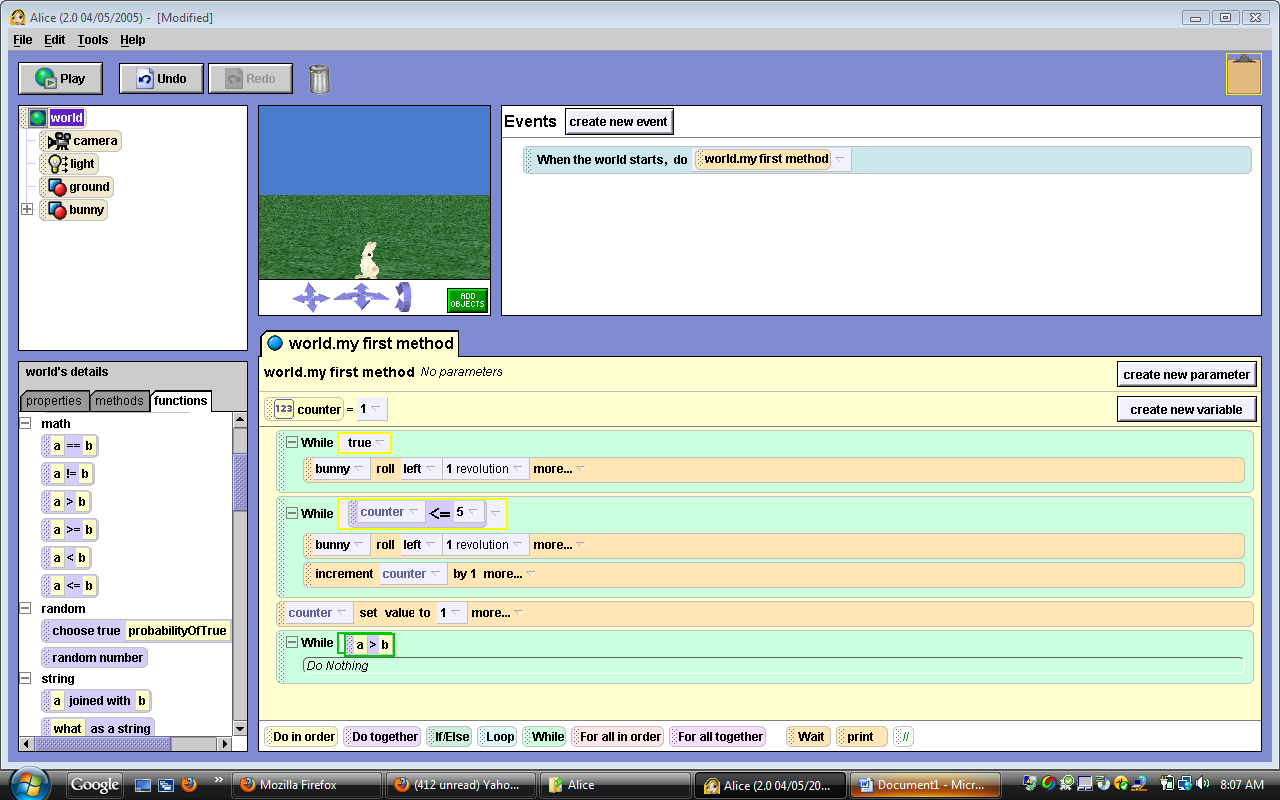 Alice (2.0 04/05/2005) - [Modified]
File Edit Tools Help
Play Undo Redo
world
camera
light
ground
bunny
ADD OBJECTS
Events create new event
When the world starts, do world.my first method
world's details
properties methods functions
math
a == b
a != b
a > b
a >= b
a < b
a <= b
random
choose true probabilityOfTrue
random number
string
a joined with b
what as a string
world.my first method
world.my first method No parameters create new parameter
123 counter = 1 create new variable
While true
bunny roll left 1 revolution more...
While counter <= 5
bunny roll left 1 revolution more...
increment counter by 1 more...
counter set value to 1 more...
While a > b
Do Nothing
Do in order Do together If/Else Loop While For all in order For all together Wait print //
Google » Mozilla Firefox (412 unread) Yaho... Alice Alice (2.0 04/05/20... Document1 - Micr... 8:07 AM